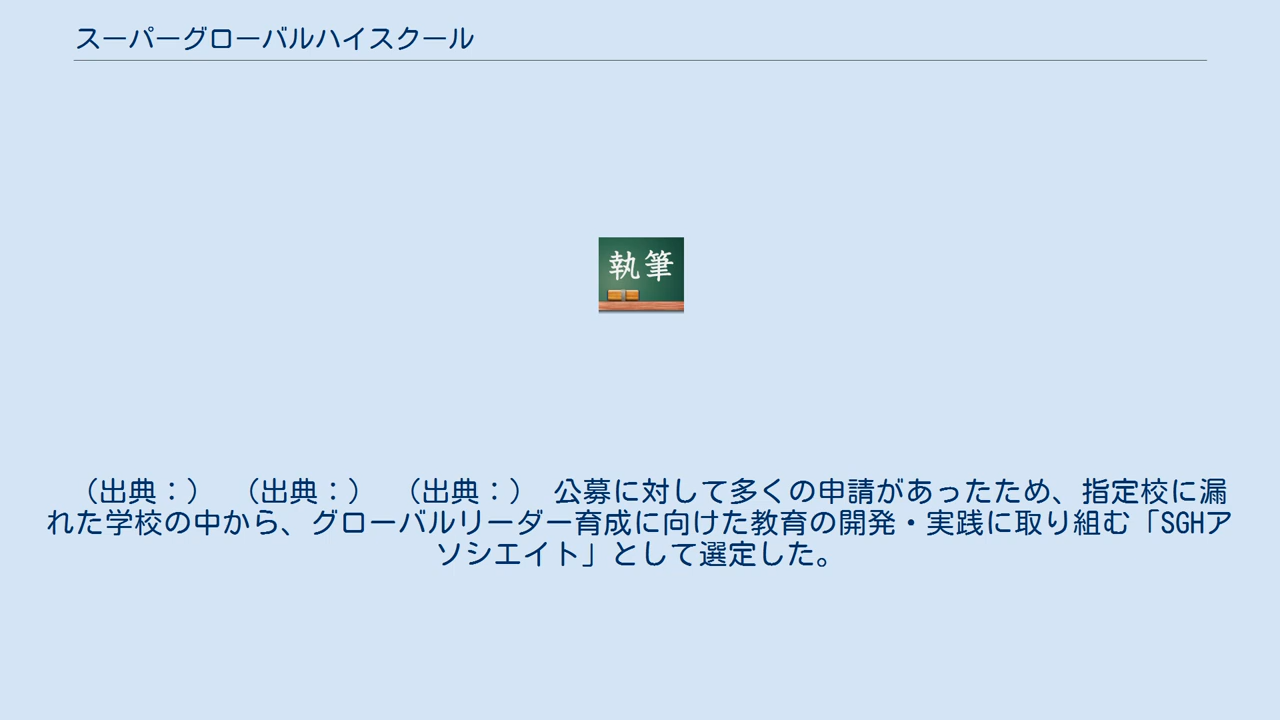 スーパーグローバルハイスクール
執筆
（出典：）　（出典：）　（出典：）　公募に対して多くの申請があったため、指定校に漏
れた学校の中から、グローバルリーダー育成に向けた教育の開発・実践に取り組む「SGHア
ソシエイト」として選定した。